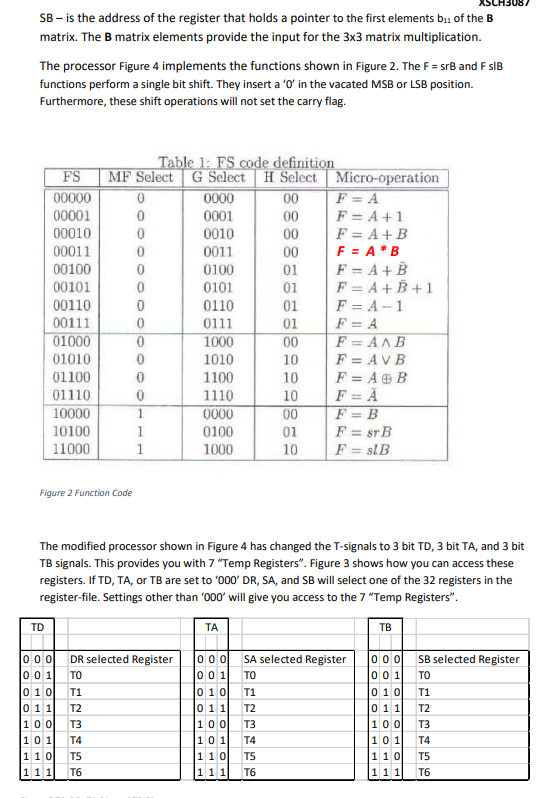 XSCH3087
SB – is the address of the register that holds a pointer to the first elements b₁₁ of the B
matrix. The B matrix elements provide the input for the 3x3 matrix multiplication.
The processor Figure 4 implements the functions shown in Figure 2. The F = srB and F slB
functions perform a single bit shift. They insert a ‘0’ in the vacated MSB or LSB position.
Furthermore, these shift operations will not set the carry flag.
Table 1: FS code definition
FS MF Select G Select H Select Micro-operation
00000 0 0000 00 F = A
00001 0 0001 00 F = A + 1
00010 0 0010 00 F = A + B
00011 0 0011 00 F = A * B
00100 0 0100 01 F = A + B̄
00101 0 0101 01 F = A + B̄ + 1
00110 0 0110 01 F = A − 1
00111 0 0111 01 F = A
01000 0 1000 00 F = A ∧ B
01010 0 1010 10 F = A ∨ B
01100 0 1100 10 F = A ⊕ B
01110 0 1110 10 F = Ā
10000 1 0000 00 F = B
10100 1 0100 01 F = srB
11000 1 1000 10 F = slB
Figure 2 Function Code
The modified processor shown in Figure 4 has changed the T-signals to 3 bit TD, 3 bit TA, and 3 bit
TB signals. This provides you with 7 “Temp Registers”. Figure 3 shows how you can access these
registers. If TD, TA, or TB are set to ‘000’ DR, SA, and SB will select one of the 32 registers in the
register-file. Settings other than ‘000’ will give you access to the 7 “Temp Registers”.
TD TA TB
0 0 0 DR selected Register 0 0 0 SA selected Register 0 0 0 SB selected Register
0 0 1 T0 0 0 1 T0 0 0 1 T0
0 1 0 T1 0 1 0 T1 0 1 0 T1
0 1 1 T2 0 1 1 T2 0 1 1 T2
1 0 0 T3 1 0 0 T3 1 0 0 T3
1 0 1 T4 1 0 1 T4 1 0 1 T4
1 1 0 T5 1 1 0 T5 1 1 0 T5
1 1 1 T6 1 1 1 T6 1 1 1 T6